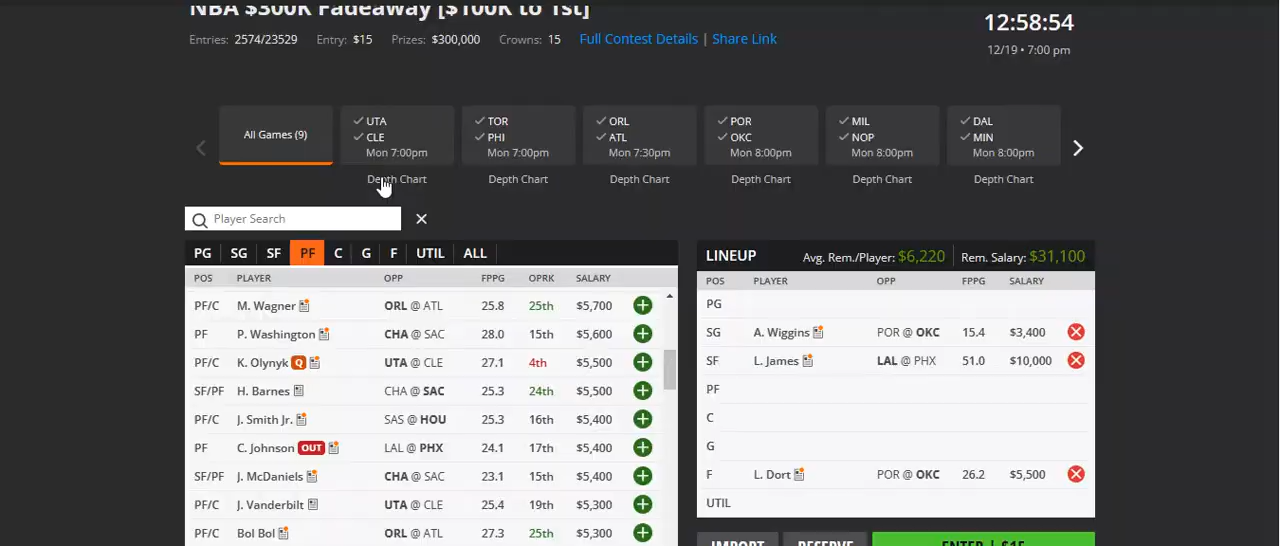 NBA $300K Fadeaway [$100K to 1st]
Entries: 2574/23529 Entry: $15 Prizes: $300,000 Crowns: 15 Full Contest Details | Share Link
12:58:54
12/19 • 7:00 pm
All Games (9)
UTA
CLE
Mon 7:00pm
Depth Chart
TOR
PHI
Mon 7:00pm
Depth Chart
ORL
ATL
Mon 7:30pm
Depth Chart
POR
OKC
Mon 8:00pm
Depth Chart
MIL
NOP
Mon 8:00pm
Depth Chart
DAL
MIN
Mon 8:00pm
Depth Chart
Player Search
PG SG SF PF C G F UTIL ALL
POS PLAYER OPP FPPG OPRK SALARY
PF/C M. Wagner ORL @ ATL 25.8 25th $5,700
PF P. Washington CHA @ SAC 28.0 15th $5,600
PF/C K. Olynyk Q UTA @ CLE 27.1 4th $5,500
SF/PF H. Barnes CHA @ SAC 25.3 24th $5,500
PF/C J. Smith Jr. SAS @ HOU 25.3 16th $5,400
PF C. Johnson OUT LAL @ PHX 24.1 17th $5,400
SF/PF J. McDaniels CHA @ SAC 23.1 15th $5,400
PF/C J. Vanderbilt UTA @ CLE 25.4 19th $5,300
PF/C Bol Bol ORL @ ATL 27.3 25th $5,300
LINEUP Avg. Rem./Player: $6,220 Rem. Salary: $31,100
POS PLAYER OPP FPPG SALARY
PG
SG A. Wiggins POR @ OKC 15.4 $3,400
SF L. James LAL @ PHX 51.0 $10,000
PF
C
G
F L. Dort POR @ OKC 26.2 $5,500
UTIL
IMPORT RESERVE ENTER | $15